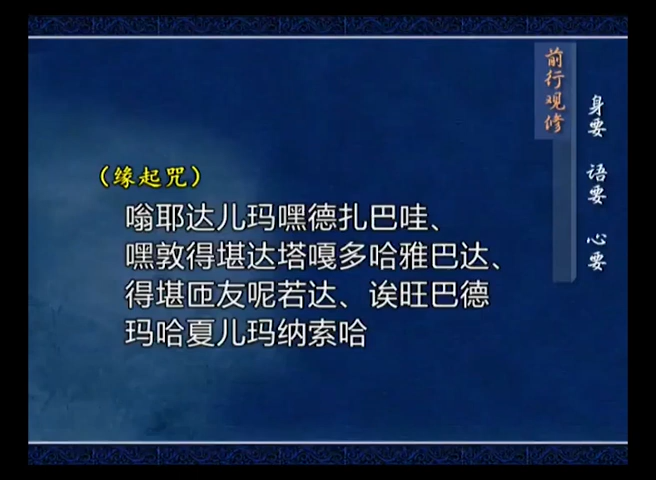 前行观修
身要 语要 心要
（缘起咒）
嗡耶达儿玛嘿德扎巴哇、
嘿敦得堪达塔嘎多哈雅巴达、
得堪匝友呢若达、诶旺巴德
玛哈夏儿玛纳索哈